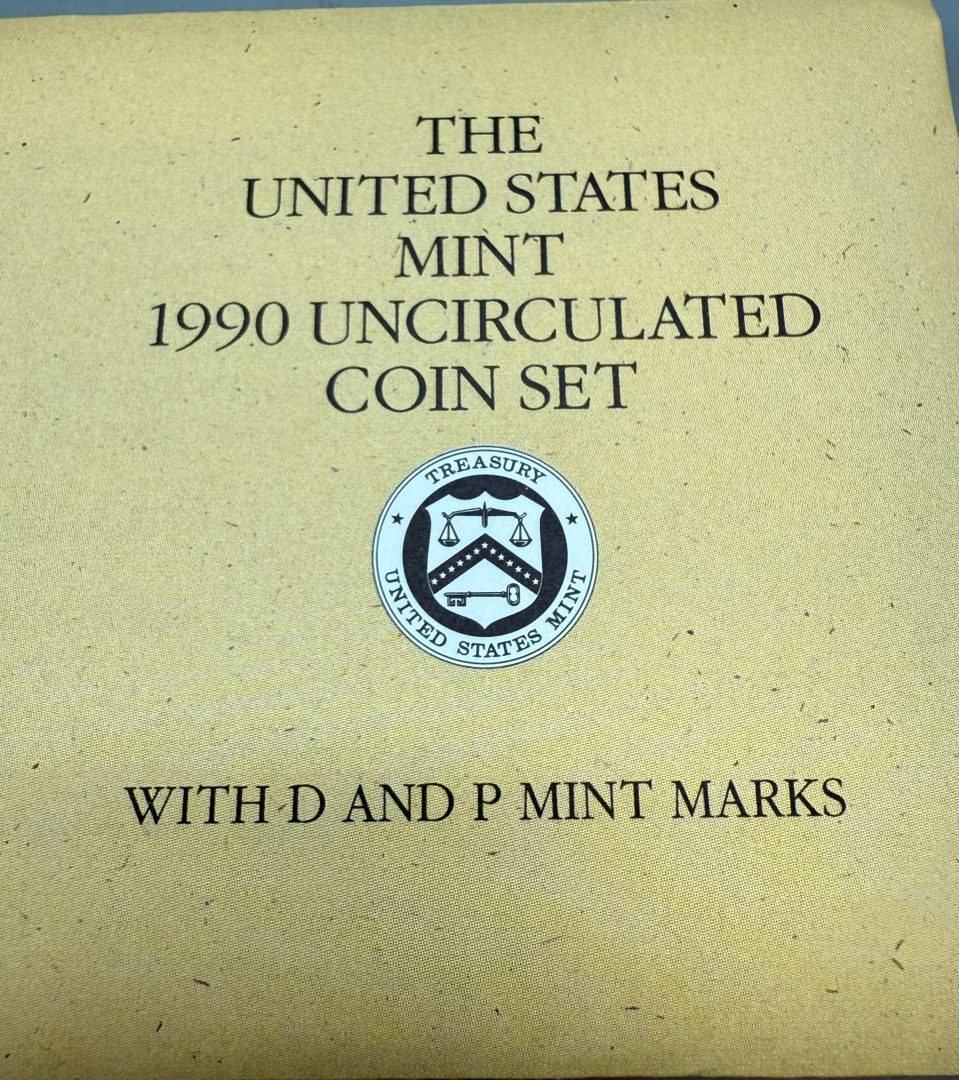 THE
UNITED STATES
MINT
1990 UNCIRCULATED
COIN SET
TREASURY
UNITED STATES MINT
WITH D AND P MINT MARKS